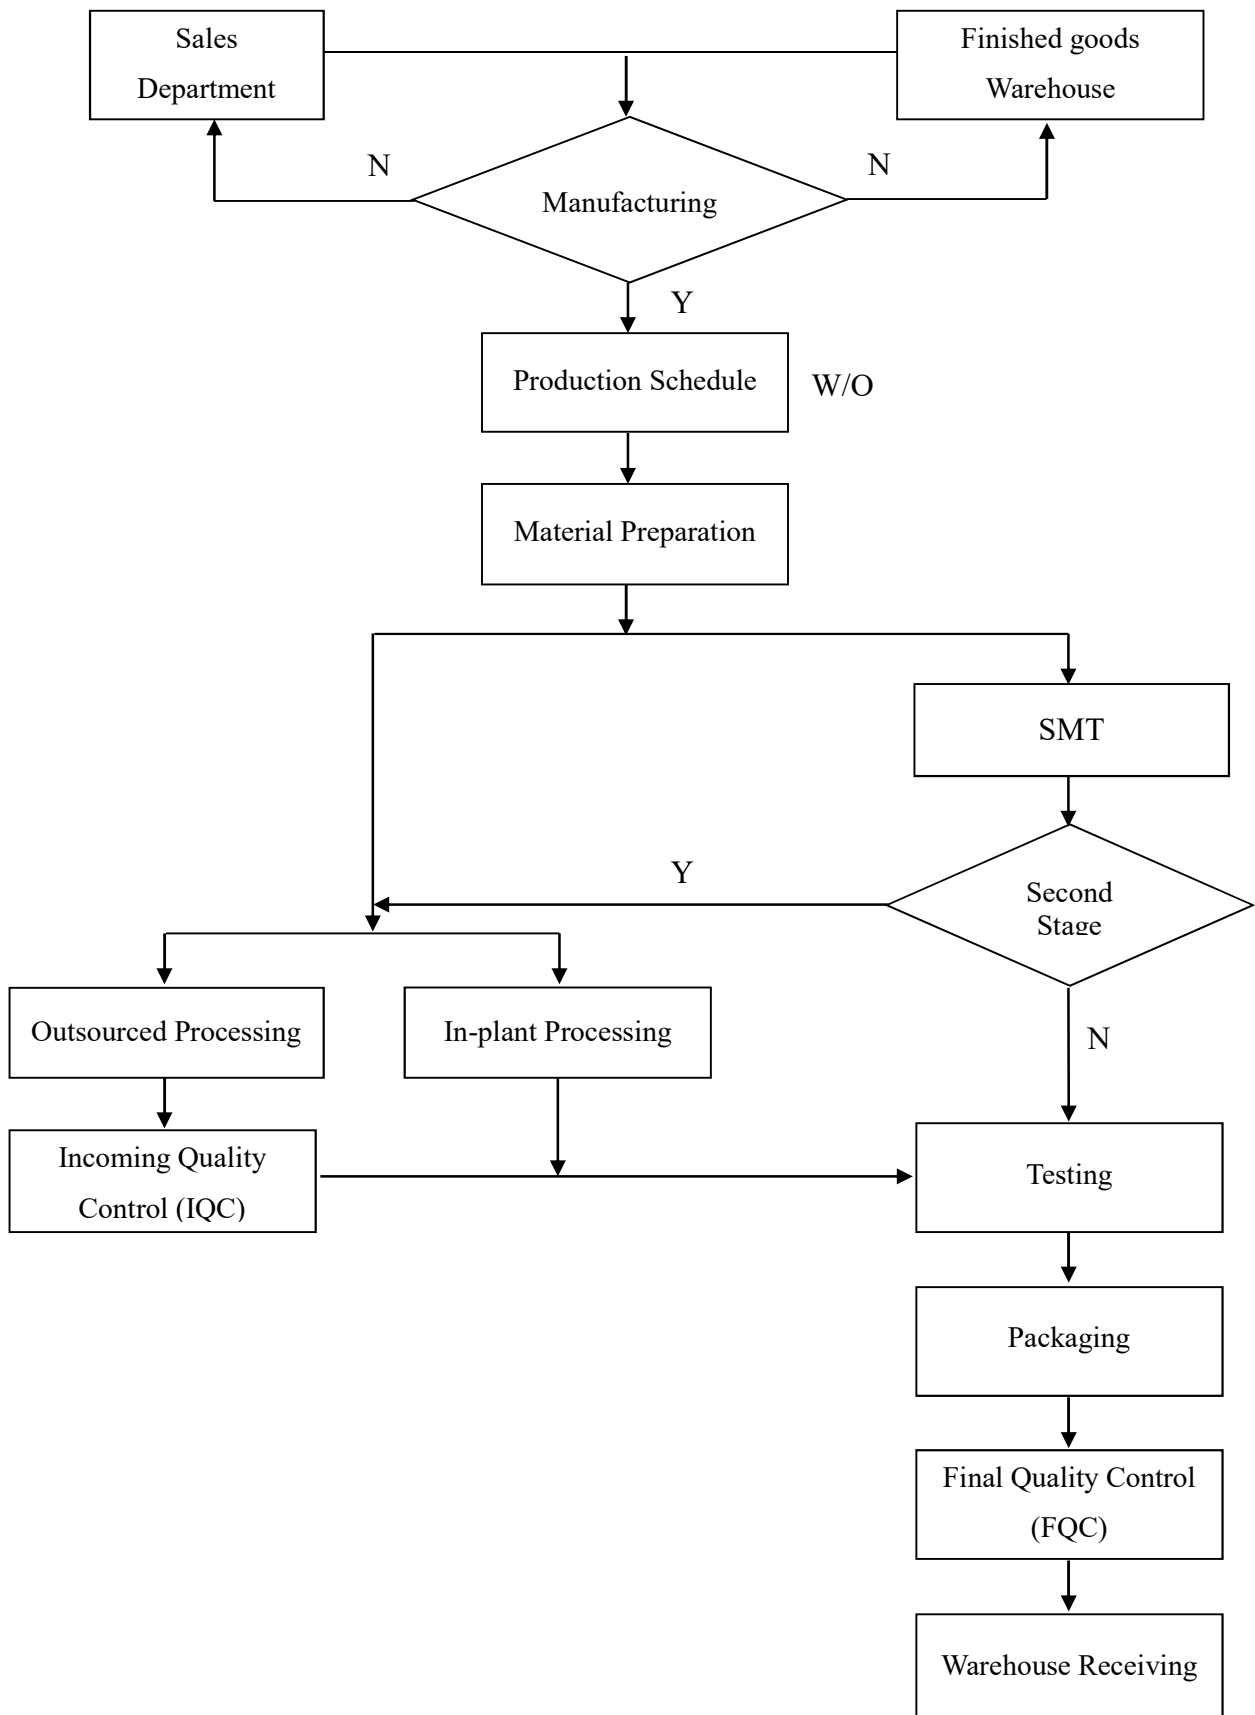 Sales
Department
Finished goods
Warehouse
N
N
Manufacturing
Y
Production Schedule
W/O
Material Preparation
SMT
Y
Second
Stage
Outsourced Processing
In-plant Processing
N
Incoming Quality
Control (IQC)
Testing
Packaging
Final Quality Control
(FQC)
Warehouse Receiving